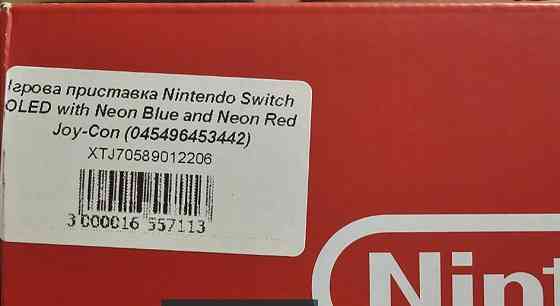 Ігрова приставка Nintendo Switch
OLED with Neon Blue and Neon Red
Joy-Con (045496453442)
XTJ70589012206
3 000016 557113
Nint